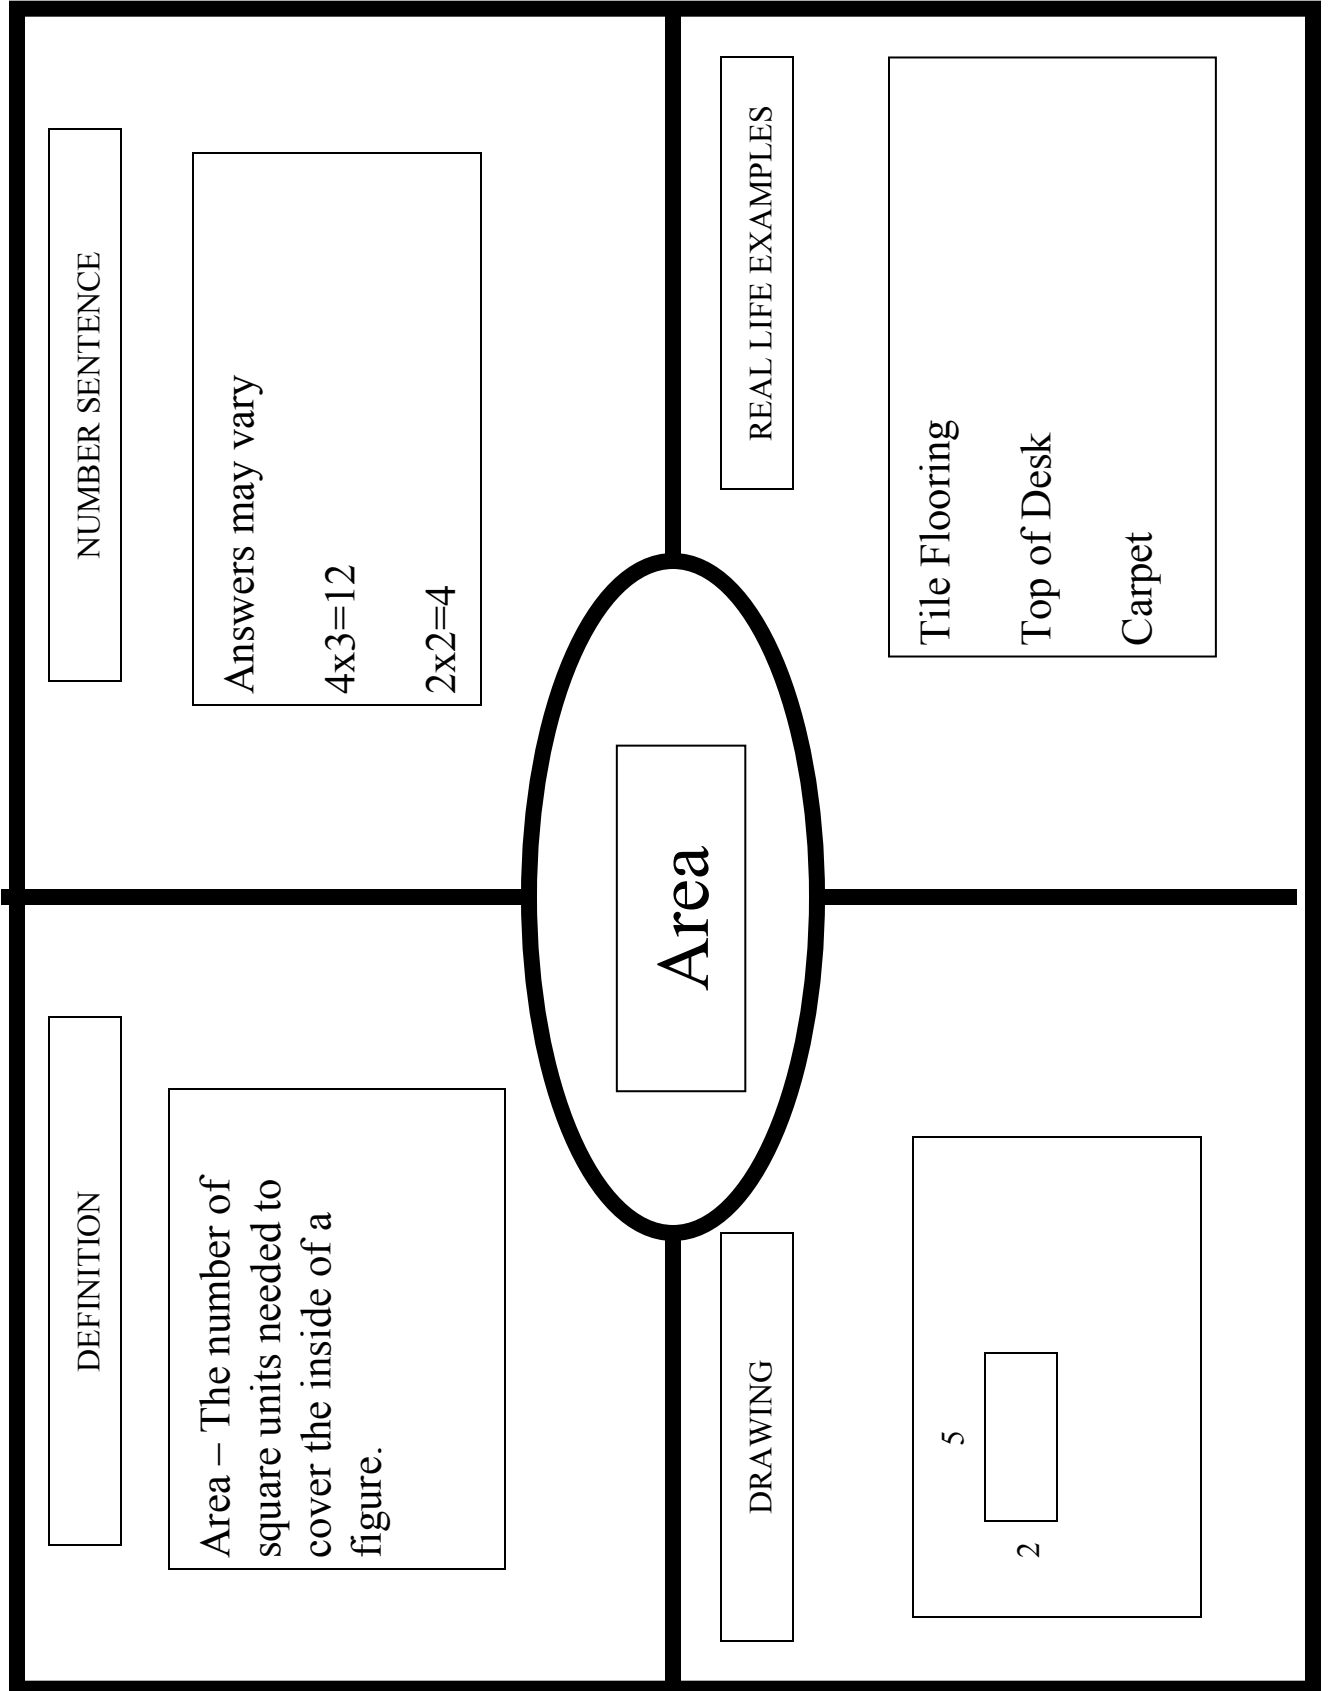 DEFINITION
Area – The number of
square units needed to
cover the inside of a
figure.
NUMBER SENTENCE
Answers may vary
4x3=12
2x2=4
Area
DRAWING
5
2
REAL LIFE EXAMPLES
Tile Flooring
Top of Desk
Carpet